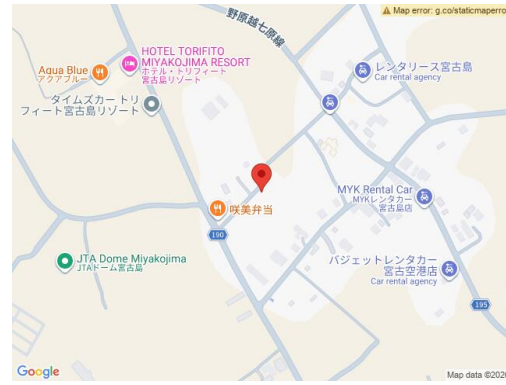 Map error: g.co/staticmaperro
野原越七原線
HOTEL TORIFITO
MIYAKOJIMA RESORT
ホテル・トリフィート
宮古島リゾート
Aqua Blue
アクアブルー
タイムズカー トリ
フィート宮古島リゾート
レンタリース宮古島
Car rental agency
MYK Rental Car
MYKレンタカー
宮古島店
咲美弁当
190
JTA Dome Miyakojima
JTAドーム宮古島
バジェットレンタカー
宮古空港店
Car rental agency
195
Google
Map data ©2026